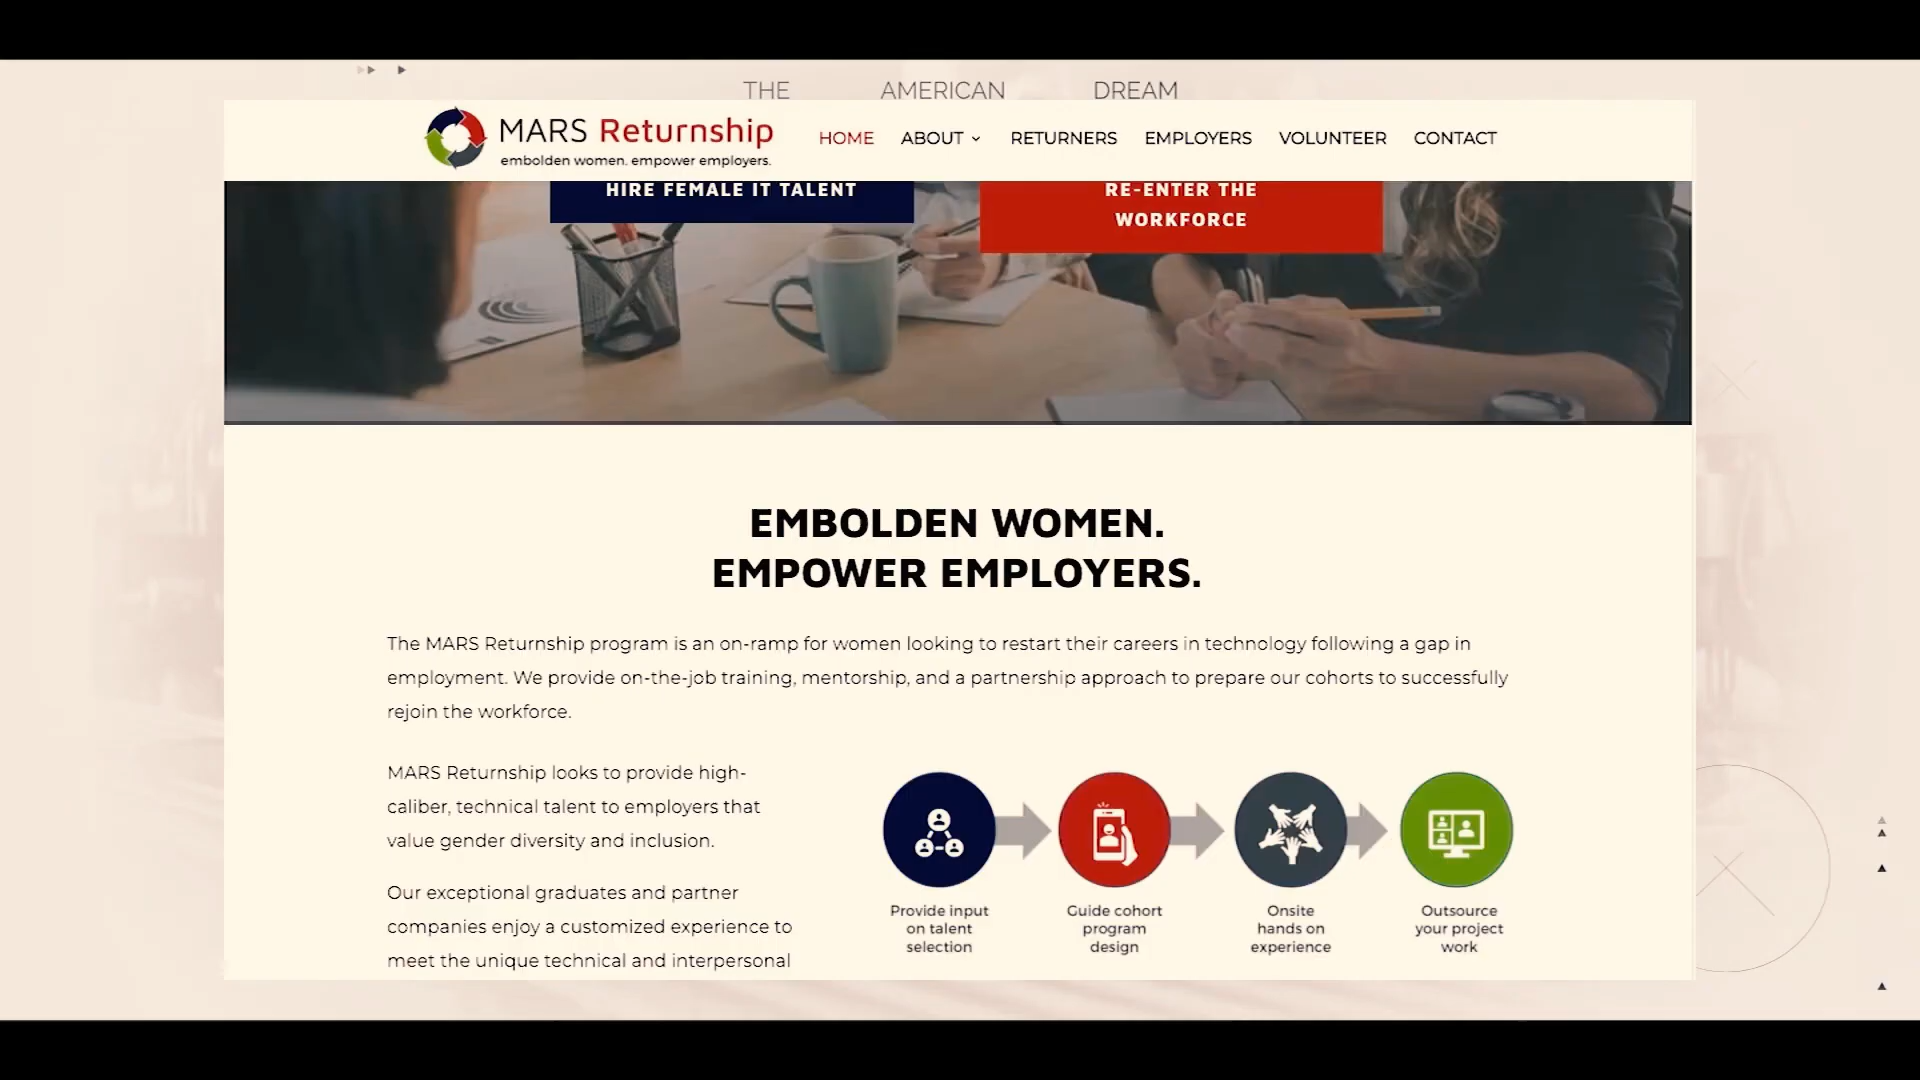 THE AMERICAN DREAM
MARS Returnship
embolden women. empower employers.
HOME ABOUT RETURNERS EMPLOYERS VOLUNTEER CONTACT
HIRE FEMALE IT TALENT
RE-ENTER THE
WORKFORCE
EMBOLDEN WOMEN.
EMPOWER EMPLOYERS.
The MARS Returnship program is an on-ramp for women looking to restart their careers in technology following a gap in
employment. We provide on-the-job training, mentorship, and a partnership approach to prepare our cohorts to successfully
rejoin the workforce.
MARS Returnship looks to provide high-
caliber, technical talent to employers that
value gender diversity and inclusion.
Our exceptional graduates and partner
companies enjoy a customized experience to
meet the unique technical and interpersonal
Provide input
on talent
selection
Guide cohort
program
design
Onsite
hands on
experience
Outsource
your project
work